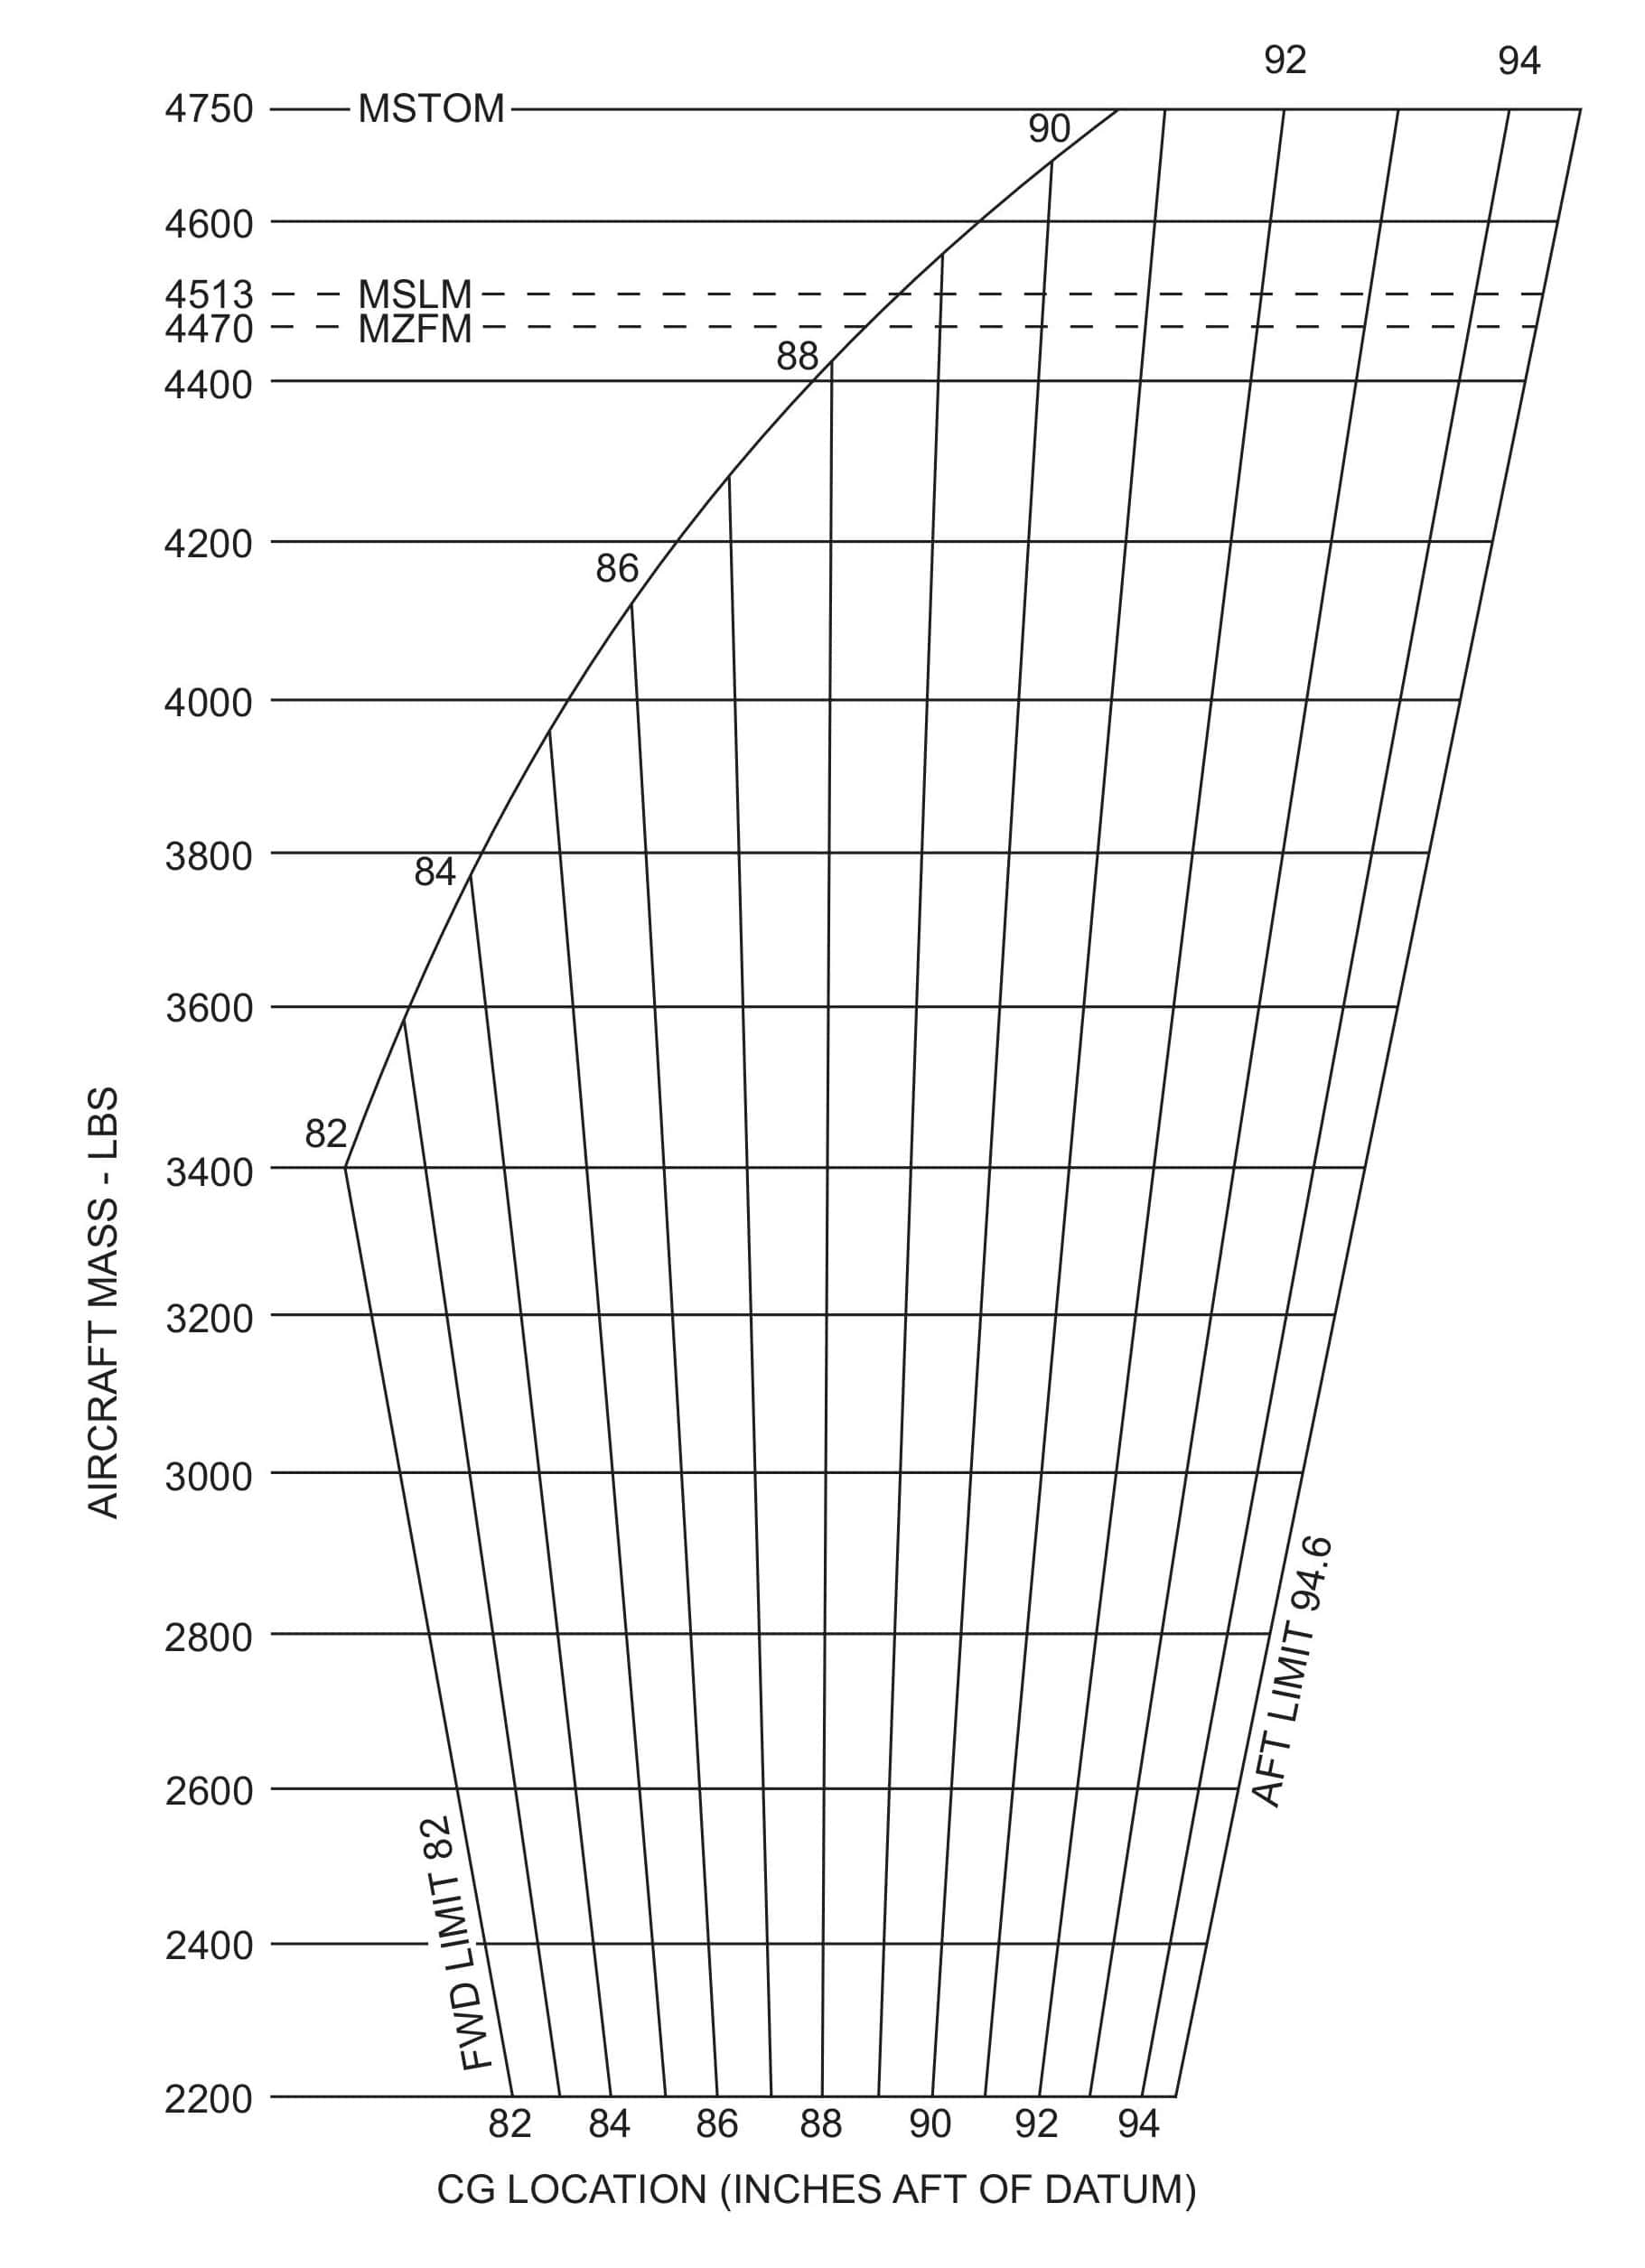 92 94
4750 MSTOM
90
4600
4513 MSLM
4470 MZFM
88
4400
4200
86
4000
3800
84
3600
82
3400
3200
3000
2800
2600
2400
2200
AIRCRAFT MASS - LBS
FWD LIMIT 82
AFT LIMIT 94.6
82 84 86 88 90 92 94
CG LOCATION (INCHES AFT OF DATUM)